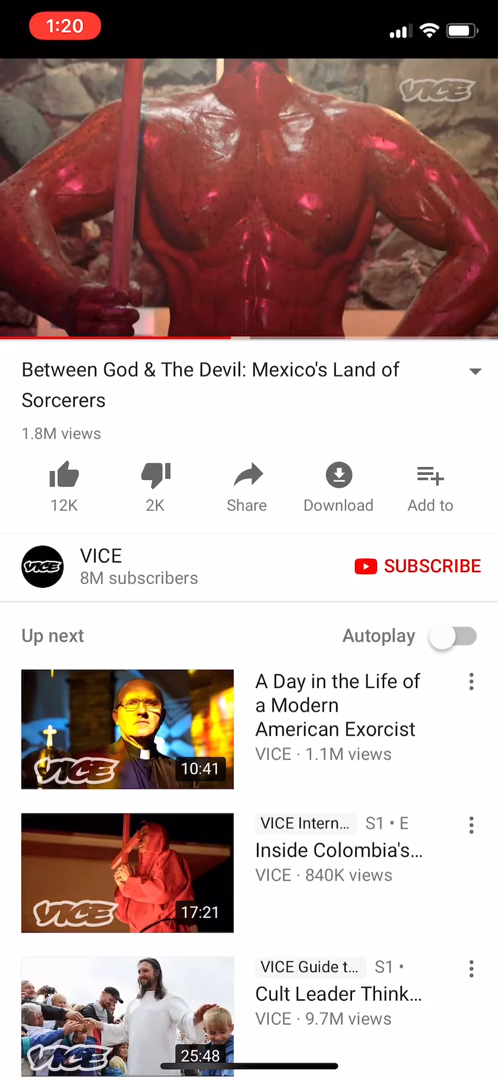 1:20
VICE
Between God & The Devil: Mexico's Land of
Sorcerers
1.8M views
12K
2K
Share
Download
Add to
VICE
VICE
8M subscribers
SUBSCRIBE
Up next
Autoplay
VICE
10:41
A Day in the Life of
a Modern
American Exorcist
VICE · 1.1M views
VICE
17:21
VICE Intern... S1 • E
Inside Colombia's...
VICE · 840K views
VICE
25:48
VICE Guide t... S1 •
Cult Leader Think...
VICE · 9.7M views